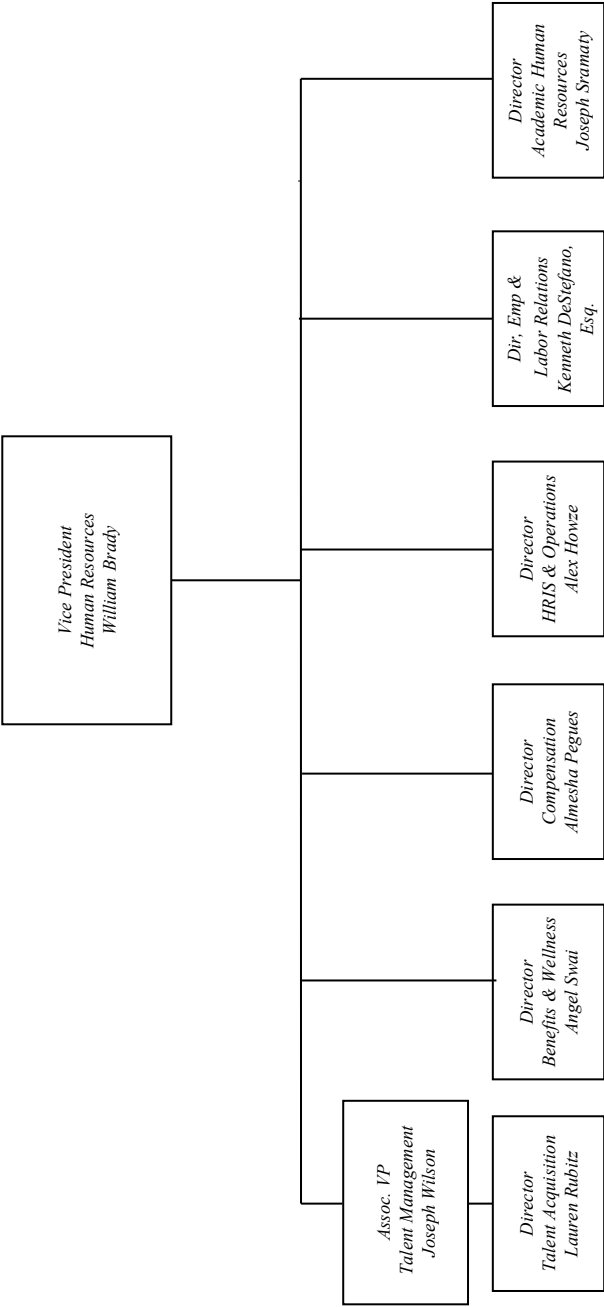 Vice President
Human Resources
William Brady
Assoc. VP
Talent Management
Joseph Wilson
Director
Talent Acquisition
Lauren Rubitz
Director
Benefits & Wellness
Angel Swai
Director
Compensation
Almesha Pegues
Director
HRIS & Operations
Alex Howze
Dir, Emp &
Labor Relations
Kenneth DeStefano,
Esq.
Director
Academic Human
Resources
Joseph Sramaty